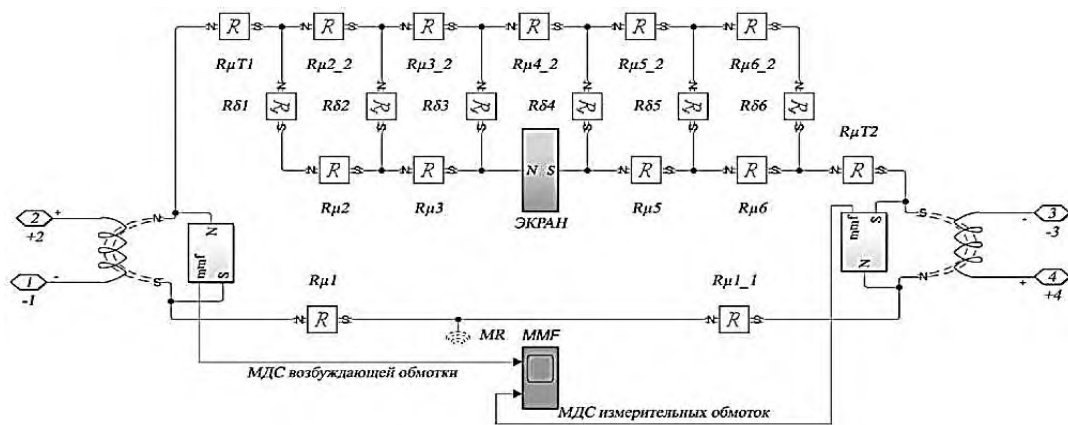 N R S N R S N R S N R S N R S N R S
RμT1 Rμ2_2 Rμ3_2 Rμ4_2 Rμ5_2 Rμ6_2
N N N N N N
Rδ1 Rδ2 Rδ3 Rδ4 Rδ5 Rδ6
S S S S S S
RμT2
N R S N R S N S N R S N R S N R S
Rμ2 Rμ3 ЭКРАН Rμ5 Rμ6
2 + N N mmf S S - 3
+2 mmf S N -3
1 - S N + 4
-1 Rμ1 Rμ1_1 +4
N R S N R S
MR MMF
МДС возбуждающей обмотки
МДС измерительных обмоток